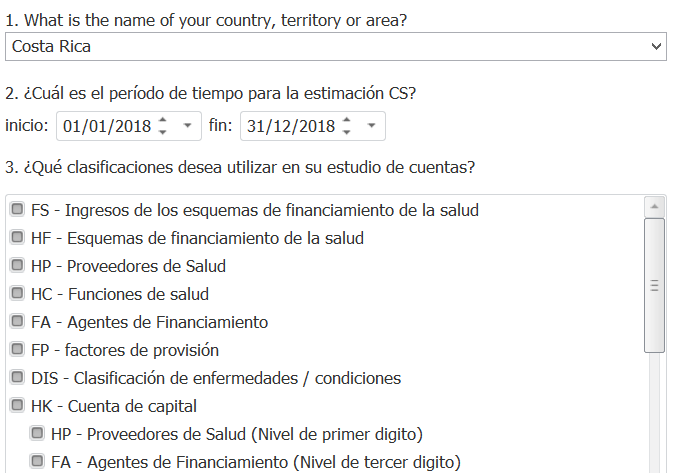 1. What is the name of your country, territory or area?
Costa Rica
2. ¿Cuál es el período de tiempo para la estimación CS?
inicio: 01/01/2018 fin: 31/12/2018
3. ¿Qué clasificaciones desea utilizar en su estudio de cuentas?
FS - Ingresos de los esquemas de financiamiento de la salud
HF - Esquemas de financiamiento de la salud
HP - Proveedores de Salud
HC - Funciones de salud
FA - Agentes de Financiamiento
FP - factores de provisión
DIS - Clasificación de enfermedades / condiciones
HK - Cuenta de capital
HP - Proveedores de Salud (Nivel de primer digito)
FA - Agentes de Financiamiento (Nivel de tercer digito)